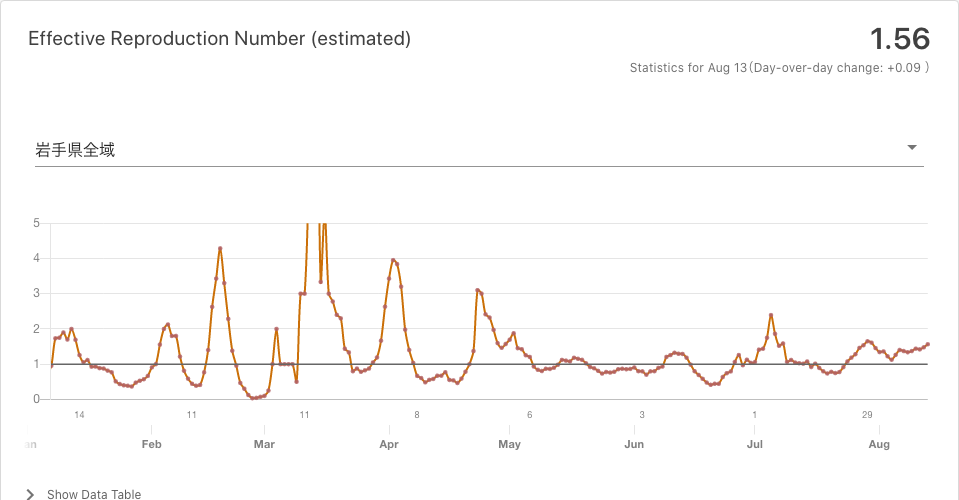 Effective Reproduction Number (estimated)
1.56
Statistics for Aug 13(Day-over-day change: +0.09 )
岩手県全域
5
4
3
2
1
0
14 11 11 8 6 3 1 29
an Feb Mar Apr May Jun Jul Aug
Show Data Table